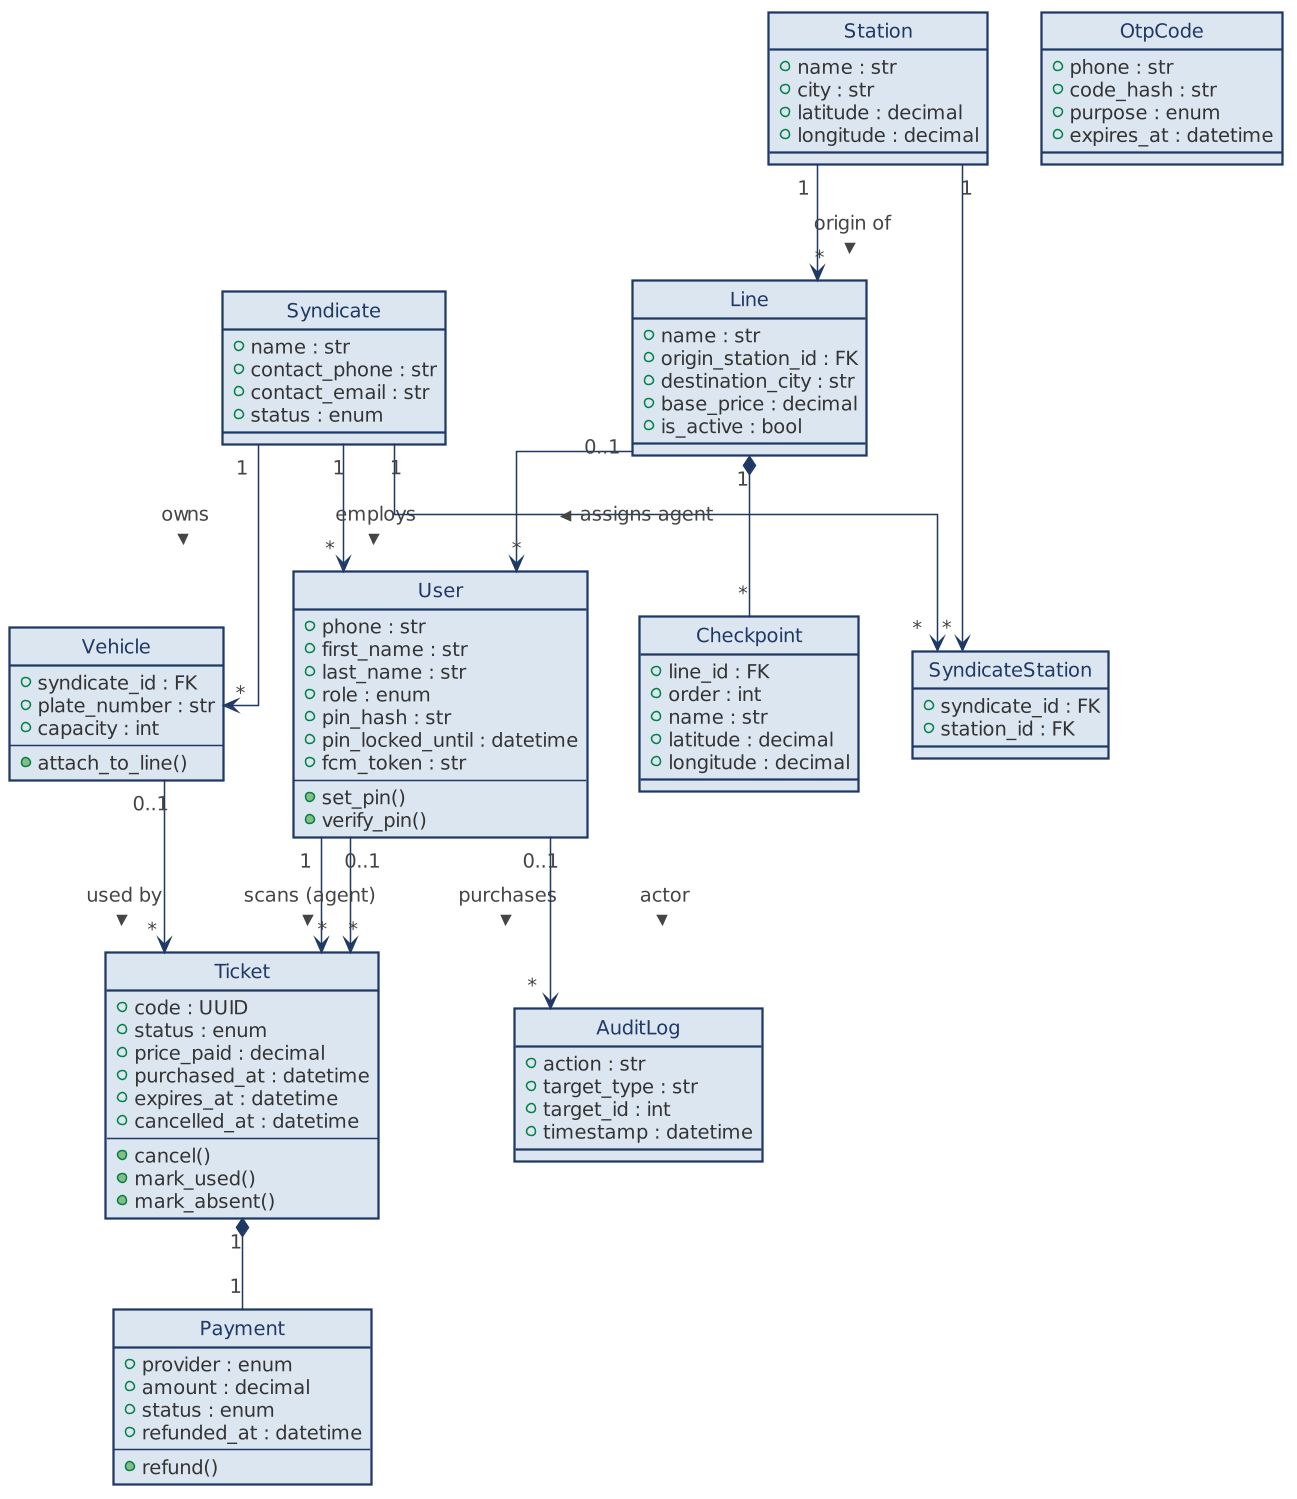 Station
name : str
city : str
latitude : decimal
longitude : decimal
OtpCode
phone : str
code_hash : str
purpose : enum
expires_at : datetime
1
1
origin of
▼
*
Syndicate
name : str
contact_phone : str
contact_email : str
status : enum
Line
name : str
origin_station_id : FK
destination_city : str
base_price : decimal
is_active : bool
1
1
1
0..1
1
owns
▼
employs
▼
◄ assigns agent
*
*
*
*
*
*
User
phone : str
first_name : str
last_name : str
role : enum
pin_hash : str
pin_locked_until : datetime
fcm_token : str
set_pin()
verify_pin()
Vehicle
syndicate_id : FK
plate_number : str
capacity : int
attach_to_line()
Checkpoint
line_id : FK
order : int
name : str
latitude : decimal
longitude : decimal
SyndicateStation
syndicate_id : FK
station_id : FK
0..1
1
0..1
0..1
used by
▼
scans (agent)
▼
purchases
▼
actor
▼
*
*
*
*
Ticket
code : UUID
status : enum
price_paid : decimal
purchased_at : datetime
expires_at : datetime
cancelled_at : datetime
cancel()
mark_used()
mark_absent()
AuditLog
action : str
target_type : str
target_id : int
timestamp : datetime
1
1
Payment
provider : enum
amount : decimal
status : enum
refunded_at : datetime
refund()